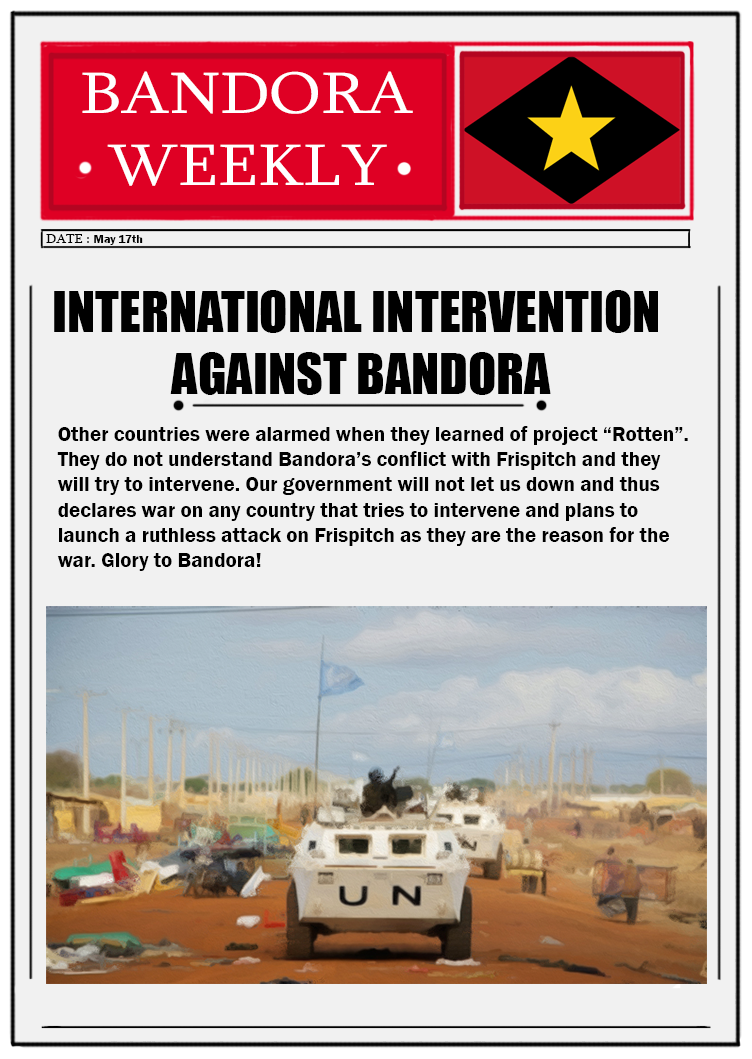 BANDORA
• WEEKLY •
DATE : May 17th
INTERNATIONAL INTERVENTION
AGAINST BANDORA
Other countries were alarmed when they learned of project “Rotten”.
They do not understand Bandora’s conflict with Frispitch and they
will try to intervene. Our government will not let us down and thus
declares war on any country that tries to intervene and plans to
launch a ruthless attack on Frispitch as they are the reason for the
war. Glory to Bandora!
UN
N